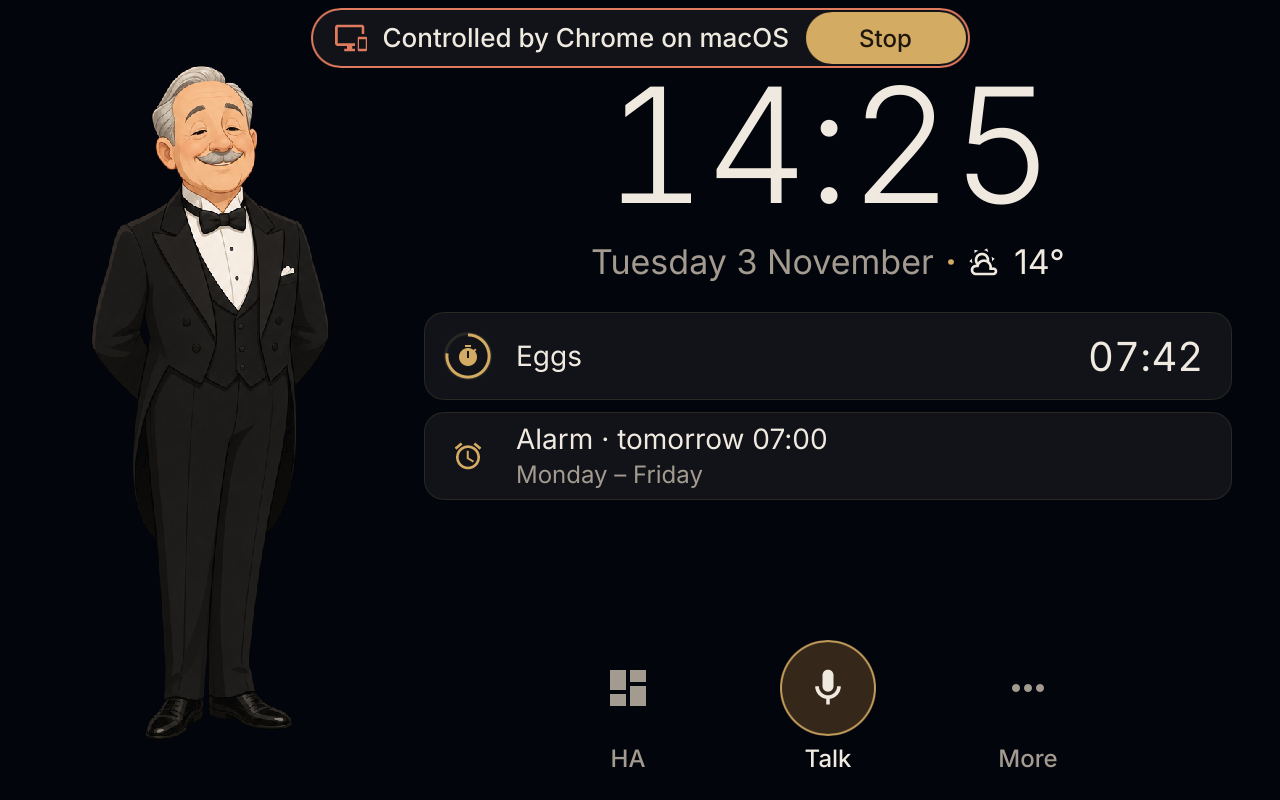 Controlled by Chrome on macOS Stop
14:25
Tuesday 3 November · 14°
Eggs 07:42
Alarm · tomorrow 07:00
Monday – Friday
HA Talk More